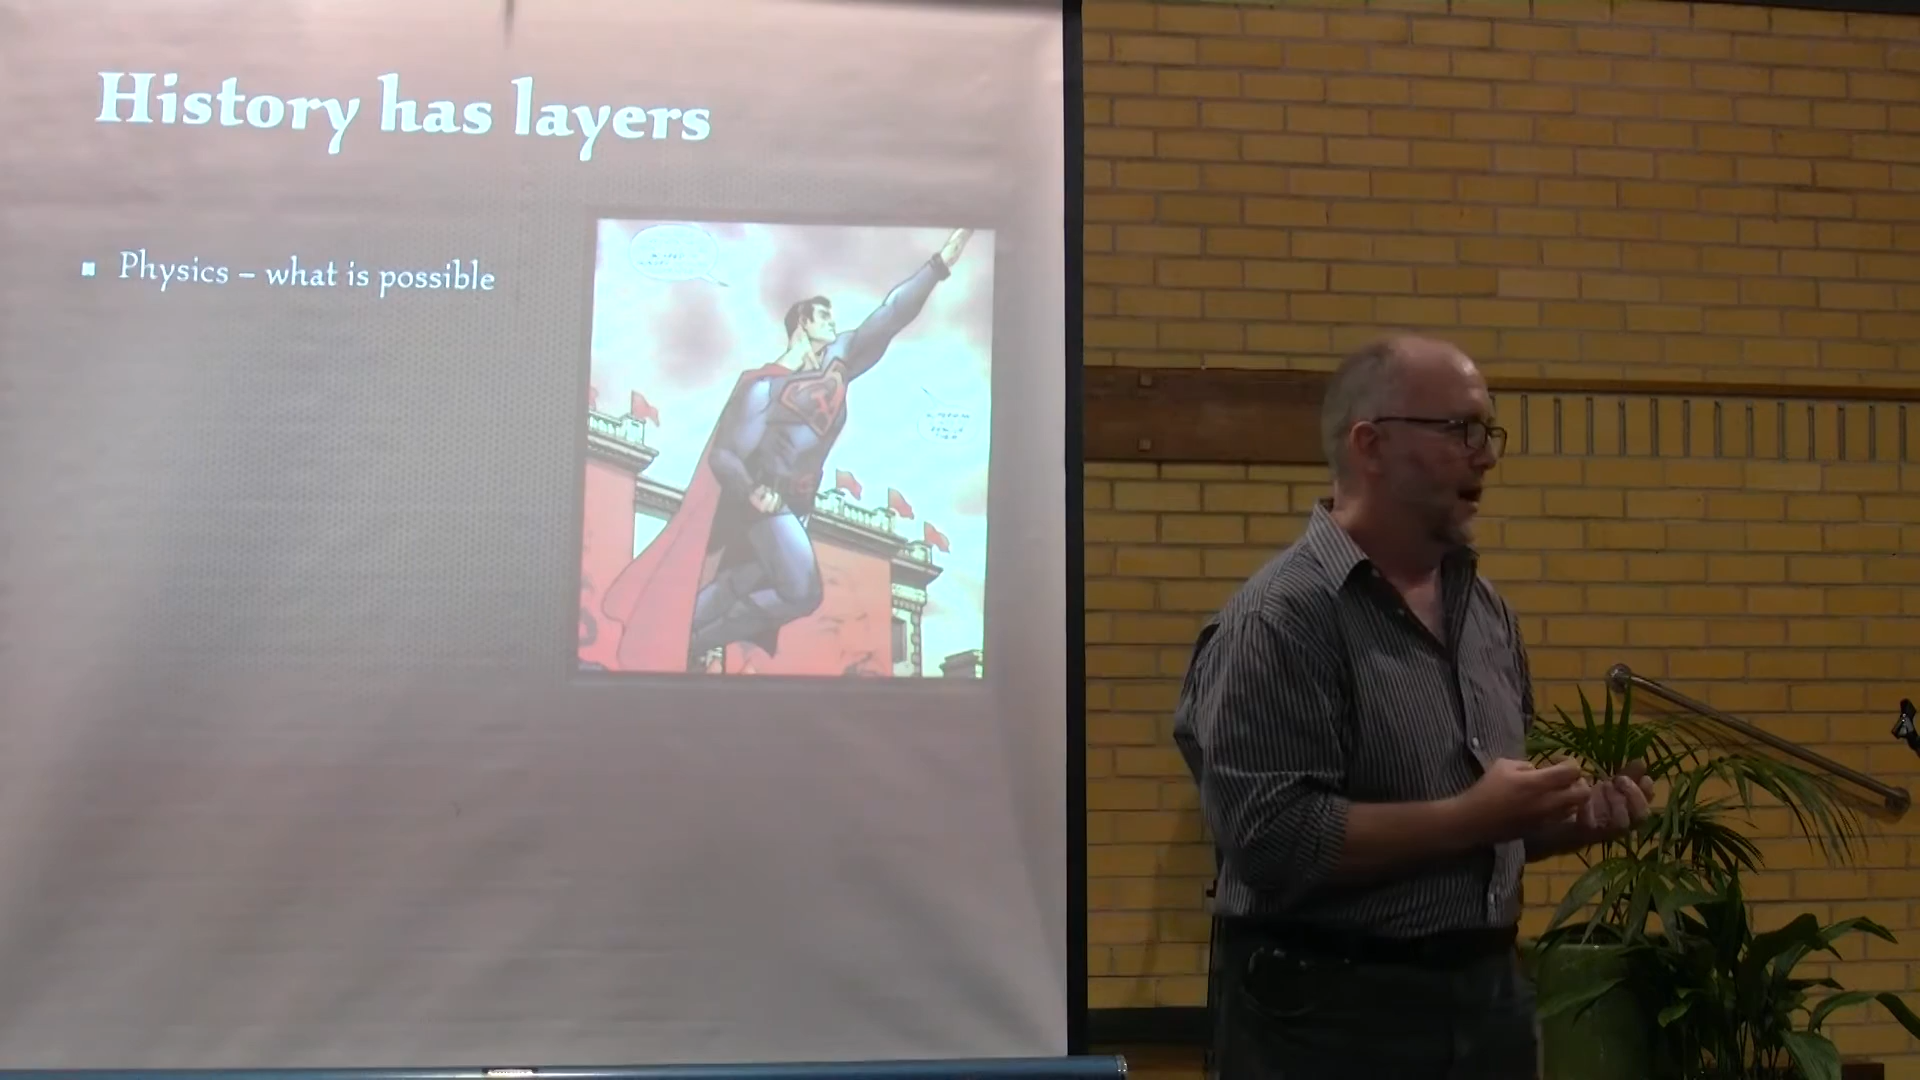 History has layers
Physics – what is possible